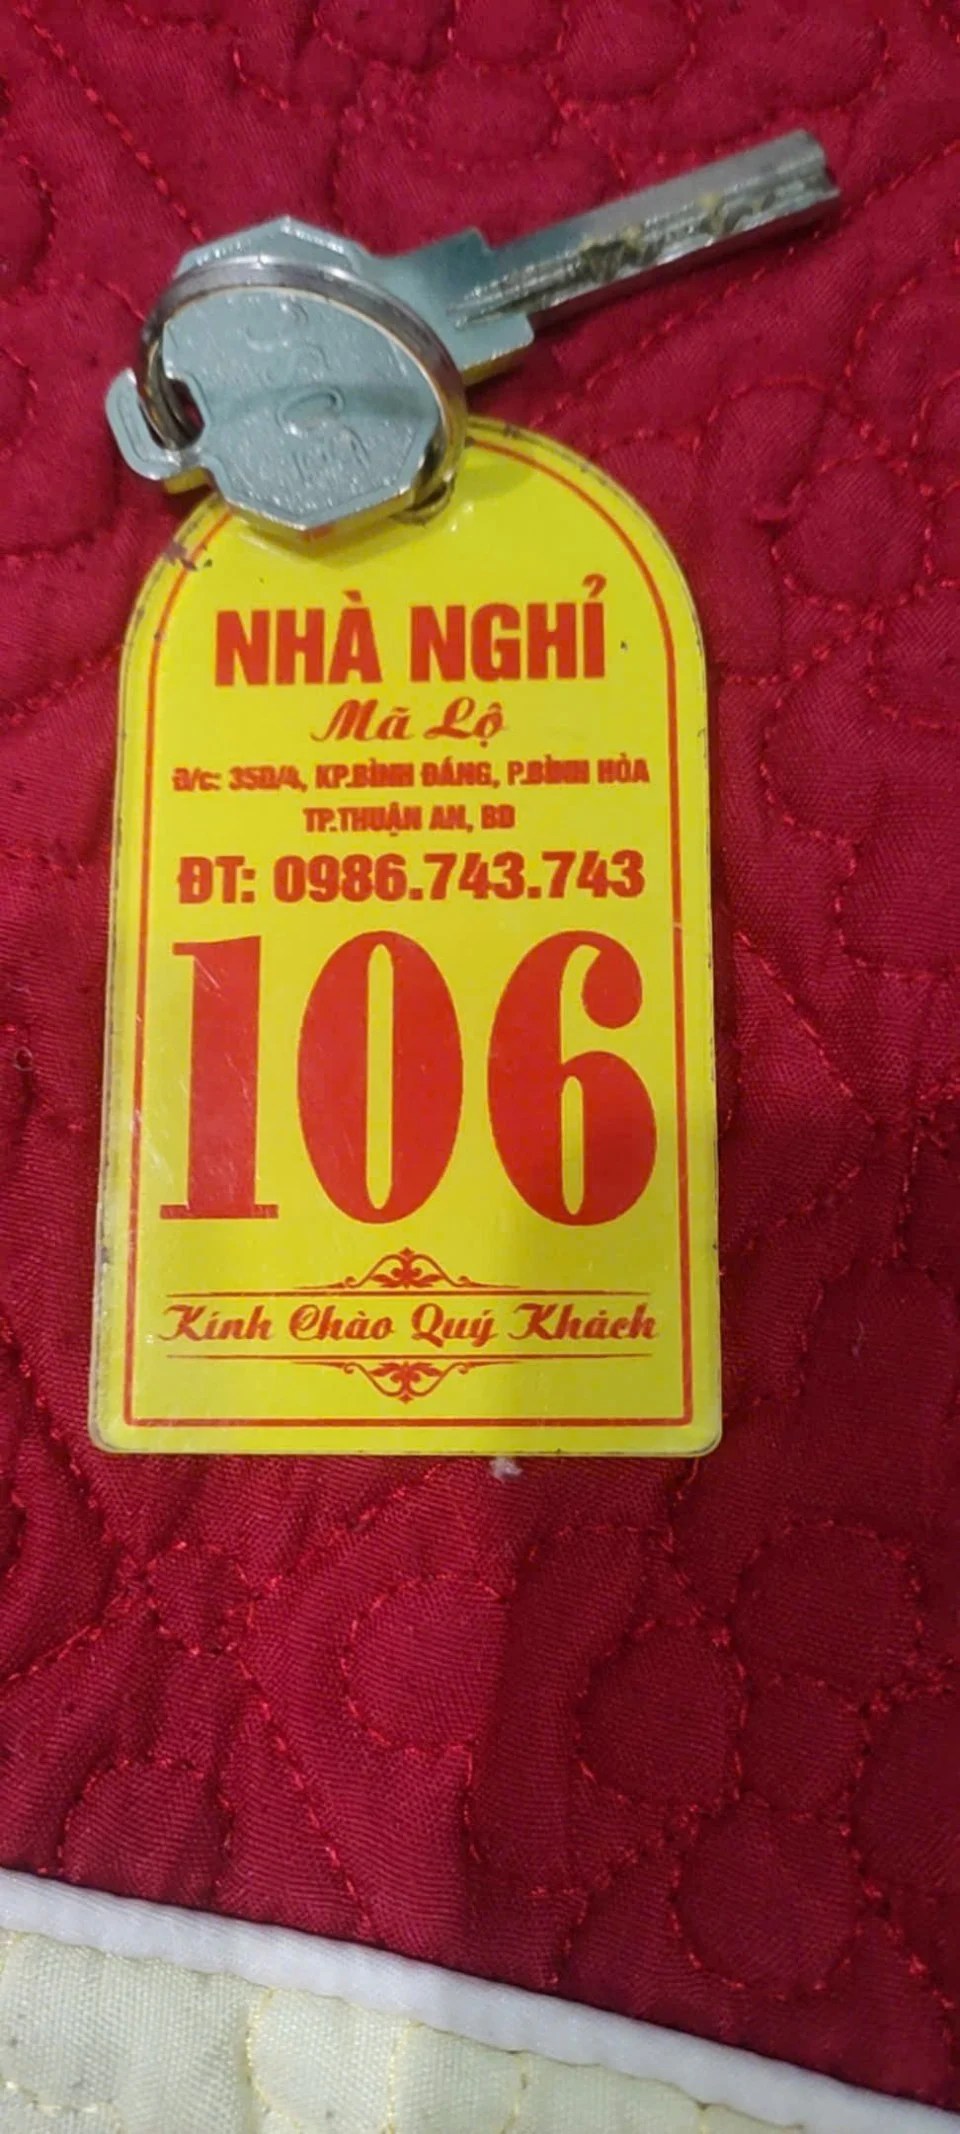 NHÀ NGHỈ
Mã Lộ
Đ/c: 35D/4, KP.BÌNH ĐÁNG, P.BÌNH HÒA
TP.THUẬN AN, BD
ĐT: 0986.743.743
106
Kính Chào Quý Khách